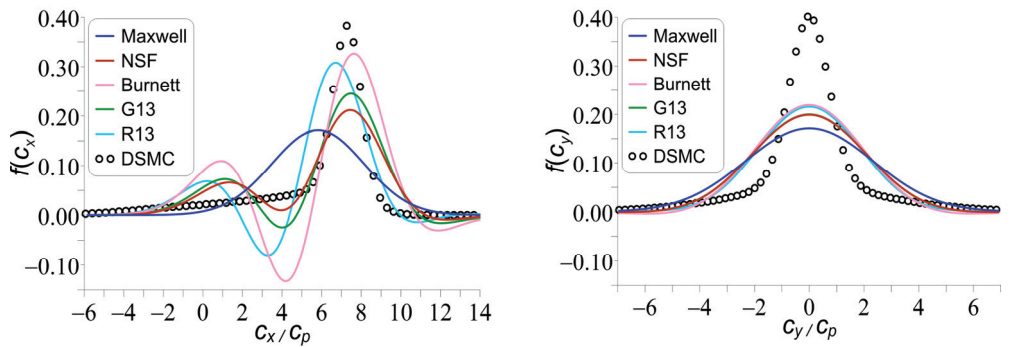 0.40
0.30
0.20
0.10
0.00
–0.10
f(cx)
Maxwell
NSF
Burnett
G13
R13
DSMC
–6 –4 –2 0 2 4 6 8 10 12 14
cx / cp
0.40
0.30
0.20
0.10
0.00
–0.10
f(cy)
Maxwell
NSF
Burnett
G13
R13
DSMC
–6 –4 –2 0 2 4 6
cy / cp